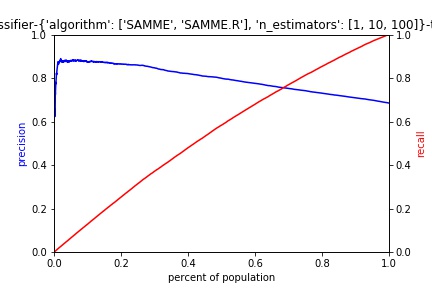 ssifier-{'algorithm': ['SAMME', 'SAMME.R'], 'n_estimators': [1, 10, 100]}-
1.0 1.0
0.8 0.8
precision recall
0.6 0.6
0.4 0.4
0.2 0.2
0.0 0.0
0.0 0.2 0.4 0.6 0.8 1.0
percent of population